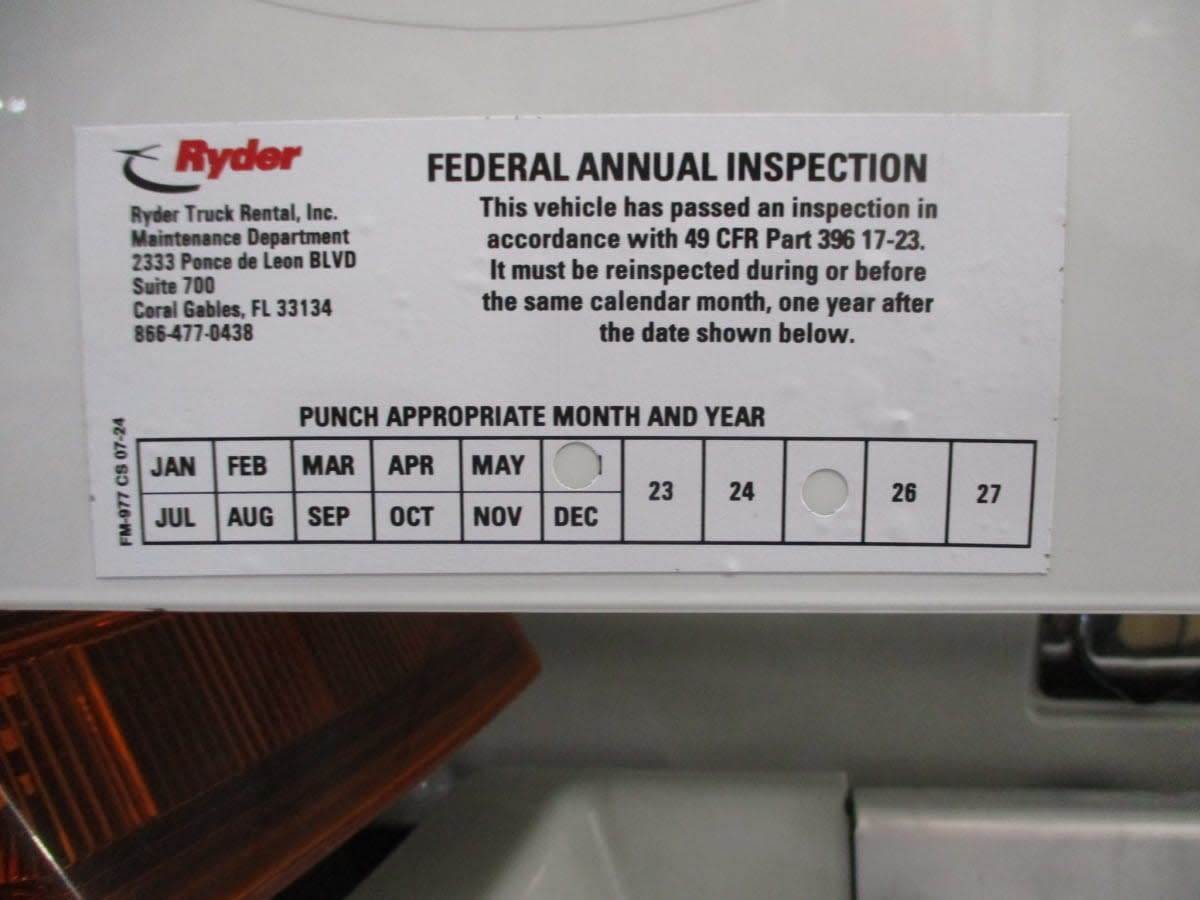 Ryder
Ryder Truck Rental, Inc.
Maintenance Department
2333 Ponce de Leon BLVD
Suite 700
Coral Gables, FL 33134
866-477-0438
FEDERAL ANNUAL INSPECTION
This vehicle has passed an inspection in
accordance with 49 CFR Part 396 17-23.
It must be reinspected during or before
the same calendar month, one year after
the date shown below.
PUNCH APPROPRIATE MONTH AND YEAR
JAN FEB MAR APR MAY
JUL AUG SEP OCT NOV DEC
23 24 26 27
FM-977 CS 07-24